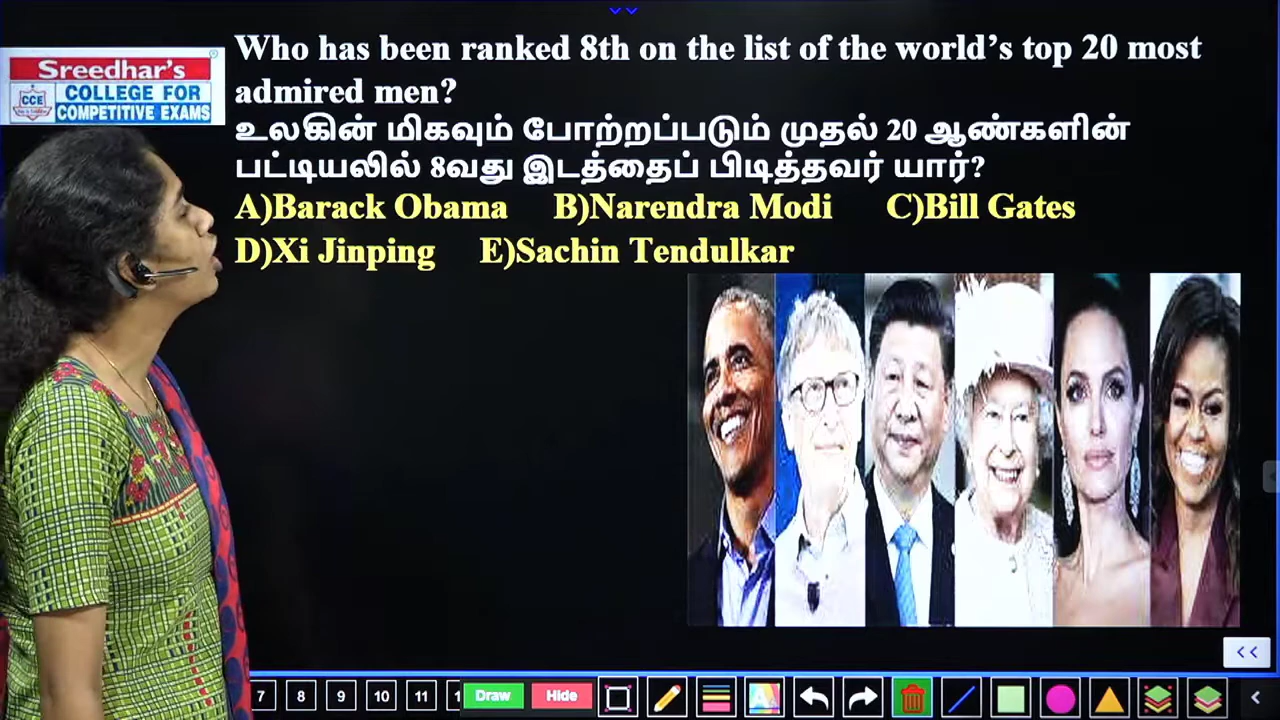 Who has been ranked 8th on the list of the world's top 20 most
admired men?
உலகின் மிகவும் போற்றப்படும் முதல் 20 ஆண்களின்
பட்டியலில் 8வது இடத்தைப் பிடித்தவர் யார்?
A)Barack Obama B)Narendra Modi C)Bill Gates
D)Xi Jinping E)Sachin Tendulkar
Sreedhar's
CCE
COLLEGE FOR
COMPETITIVE EXAMS
<<
7 8 9 10 11 1 Draw Hide